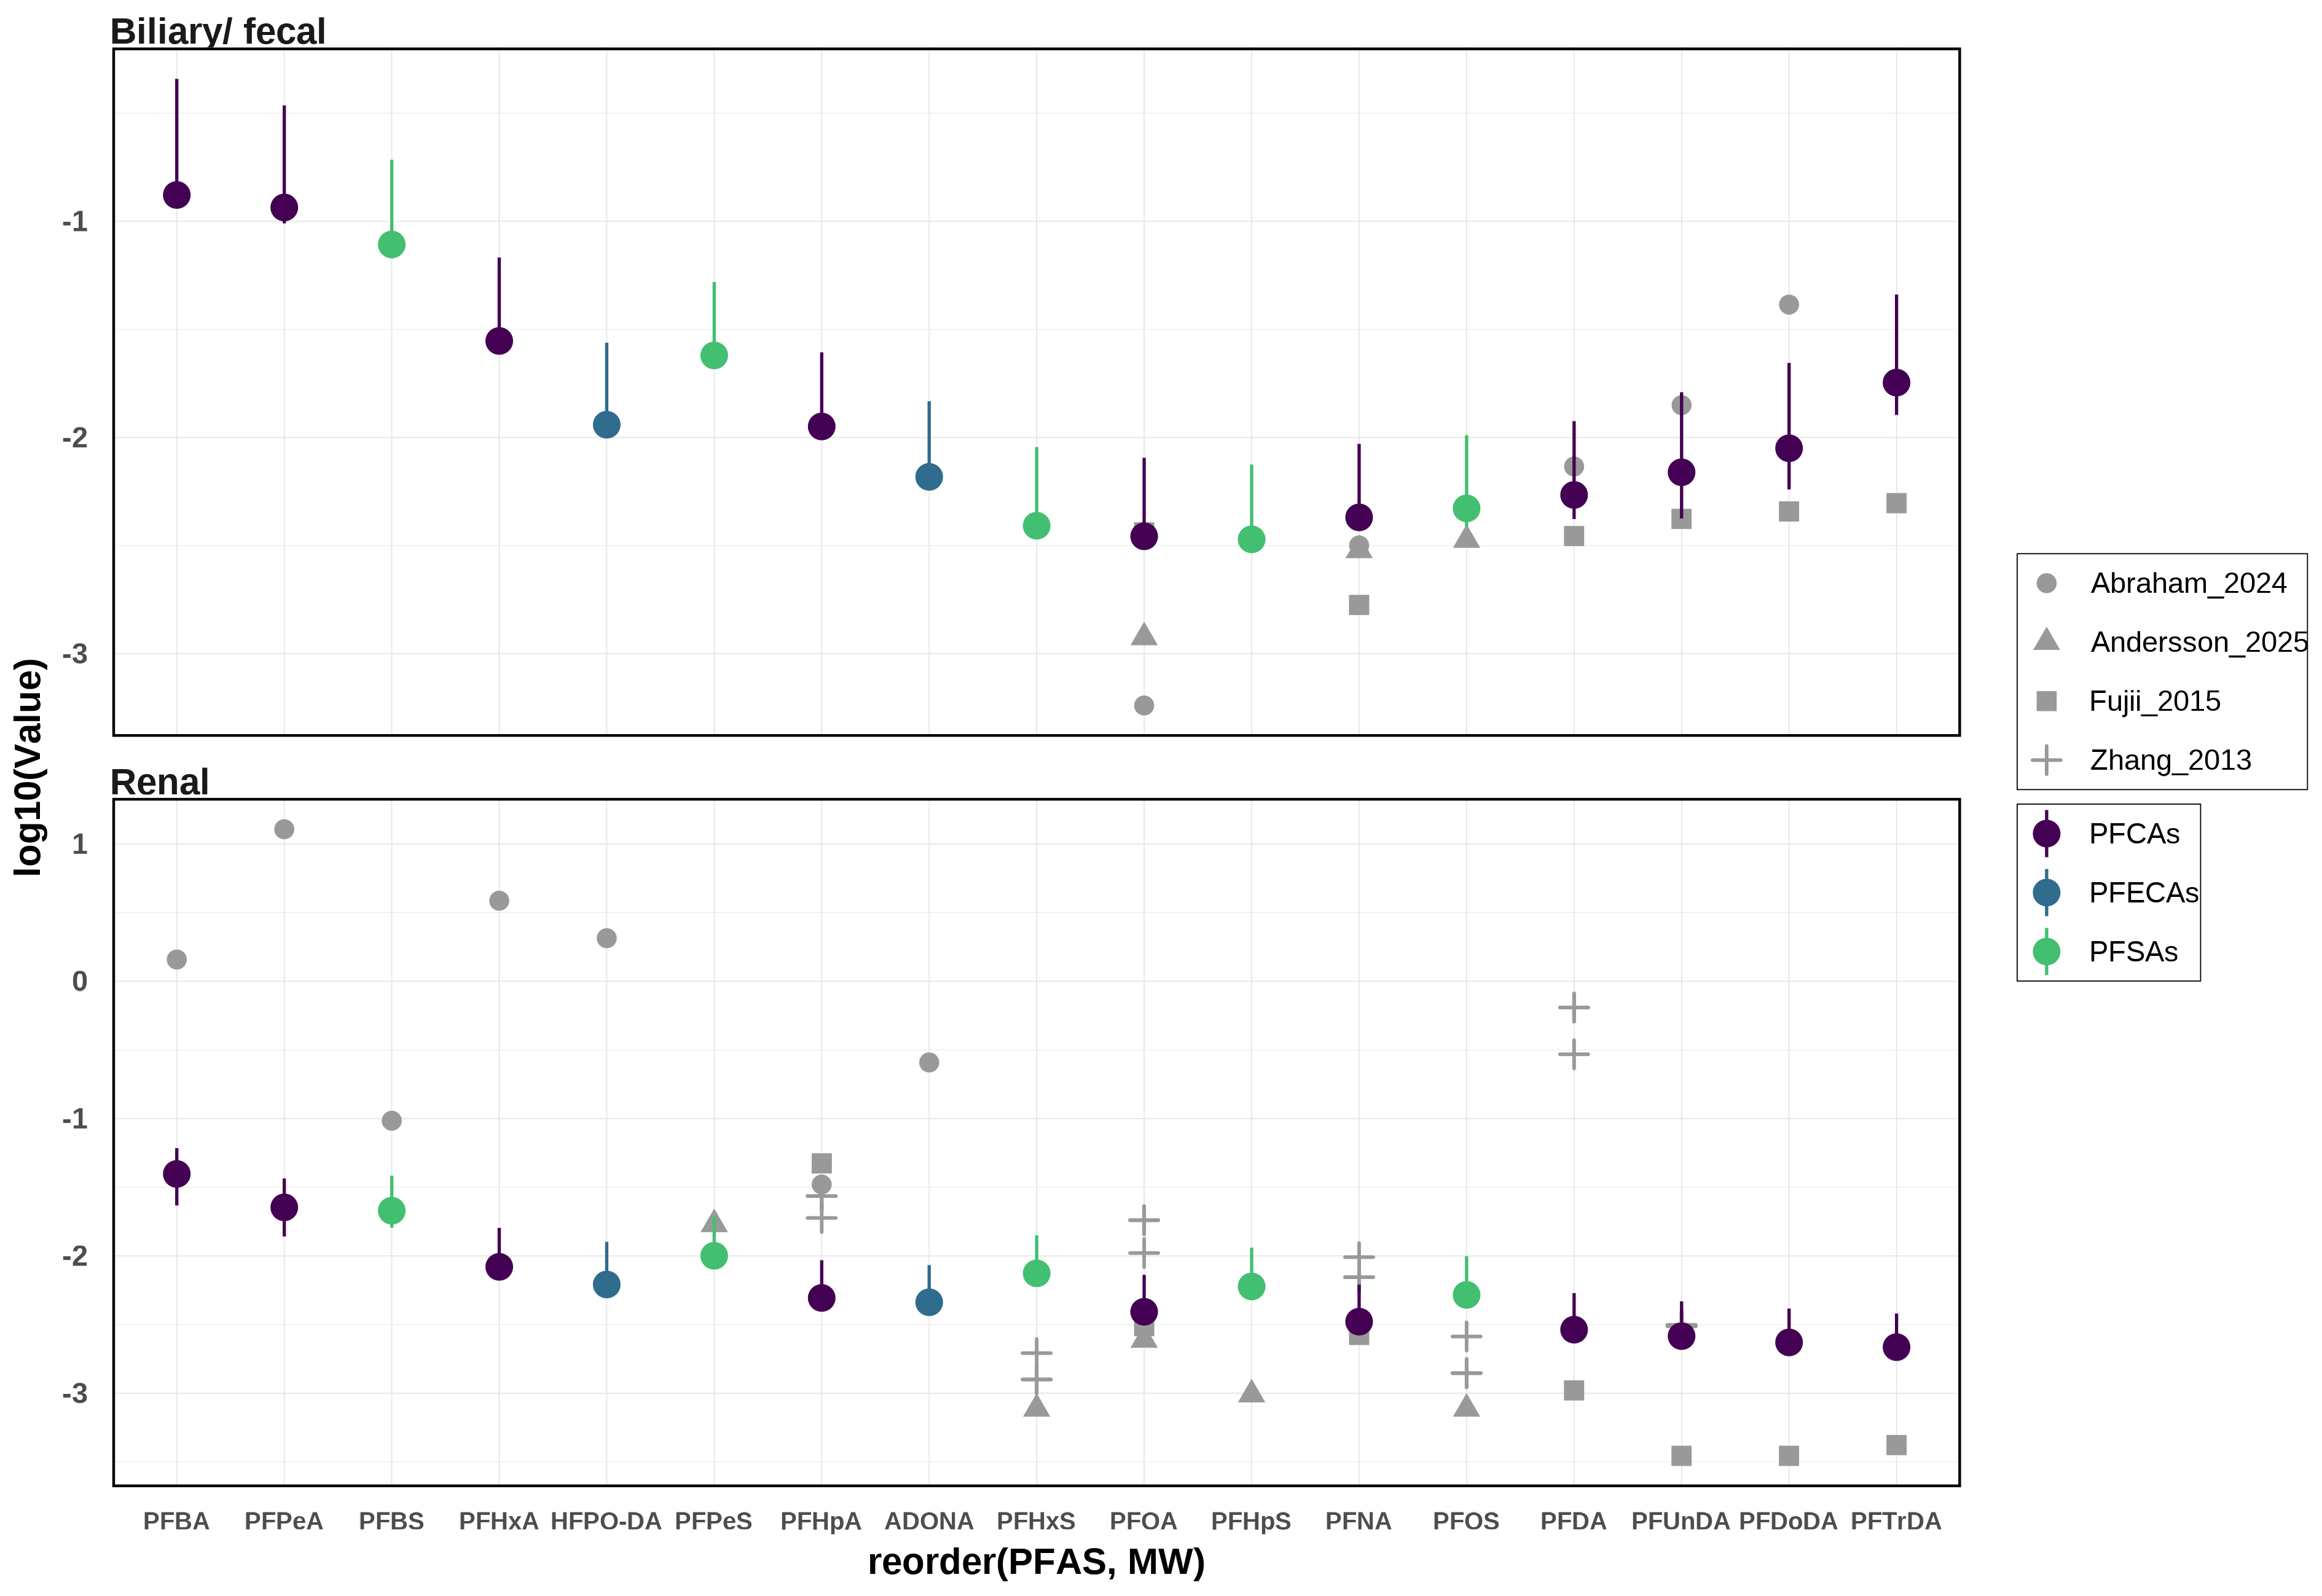 Biliary/ fecal
-1
-2
-3
log10(Value)
Renal
1
0
-1
-2
-3
PFBA PFPeA PFBS PFHxA HFPO-DA PFPeS PFHpA ADONA PFHxS PFOA PFHpS PFNA PFOS PFDA PFUnDA PFDoDA PFTrDA
reorder(PFAS, MW)
Abraham_2024
Andersson_2025
Fujii_2015
Zhang_2013
PFCAs
PFECAs
PFSAs